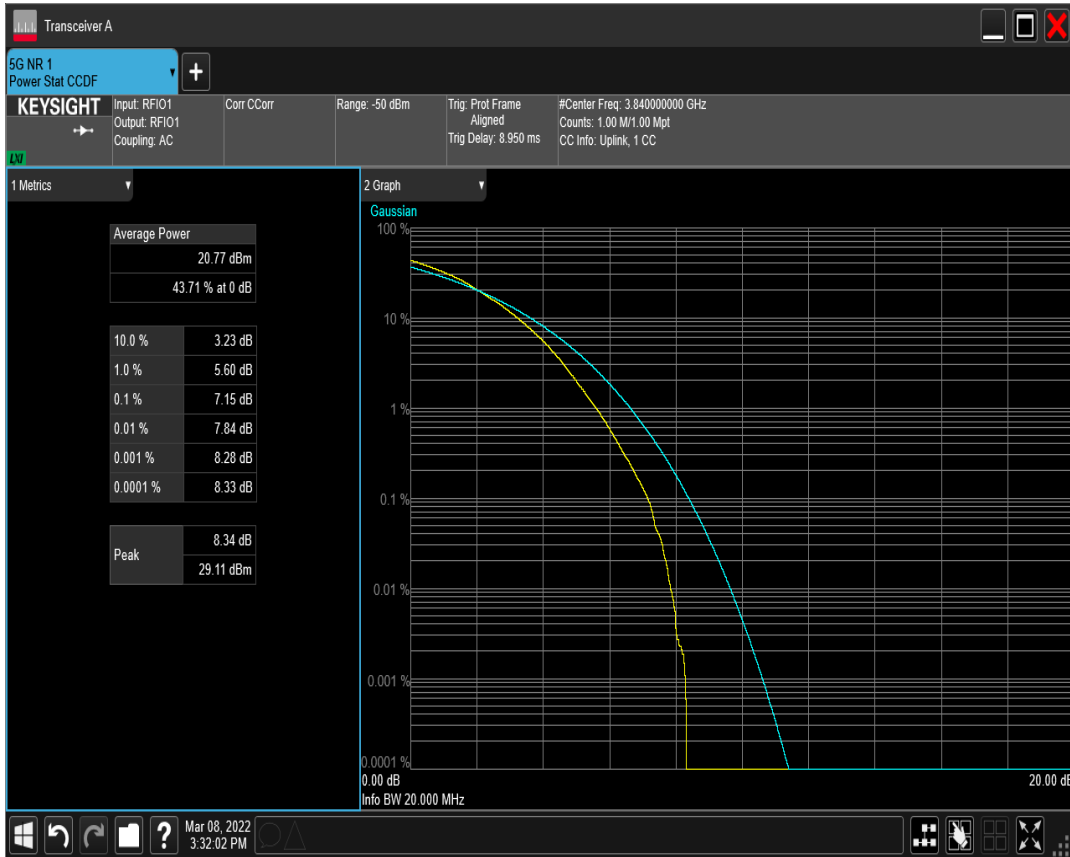 Transceiver A
5G NR 1
Power Stat CCDF
KEYSIGHT
LXI
Input: RFIO1
Output: RFIO1
Coupling: AC
Corr CCorr
Range: -50 dBm
Trig: Prot Frame
Aligned
Trig Delay: 8.950 ms
#Center Freq: 3.840000000 GHz
Counts: 1.00 M/1.00 Mpt
CC Info: Uplink, 1 CC
1 Metrics
Average Power
20.77 dBm
43.71 % at 0 dB
10.0 % 3.23 dB
1.0 % 5.60 dB
0.1 % 7.15 dB
0.01 % 7.84 dB
0.001 % 8.28 dB
0.0001 % 8.33 dB
Peak
8.34 dB
29.11 dBm
2 Graph
Gaussian
100 %
10 %
1 %
0.1 %
0.01 %
0.001 %
0.0001 %
0.00 dB
20.00 dB
Info BW 20.000 MHz
?
Mar 08, 2022
3:32:02 PM